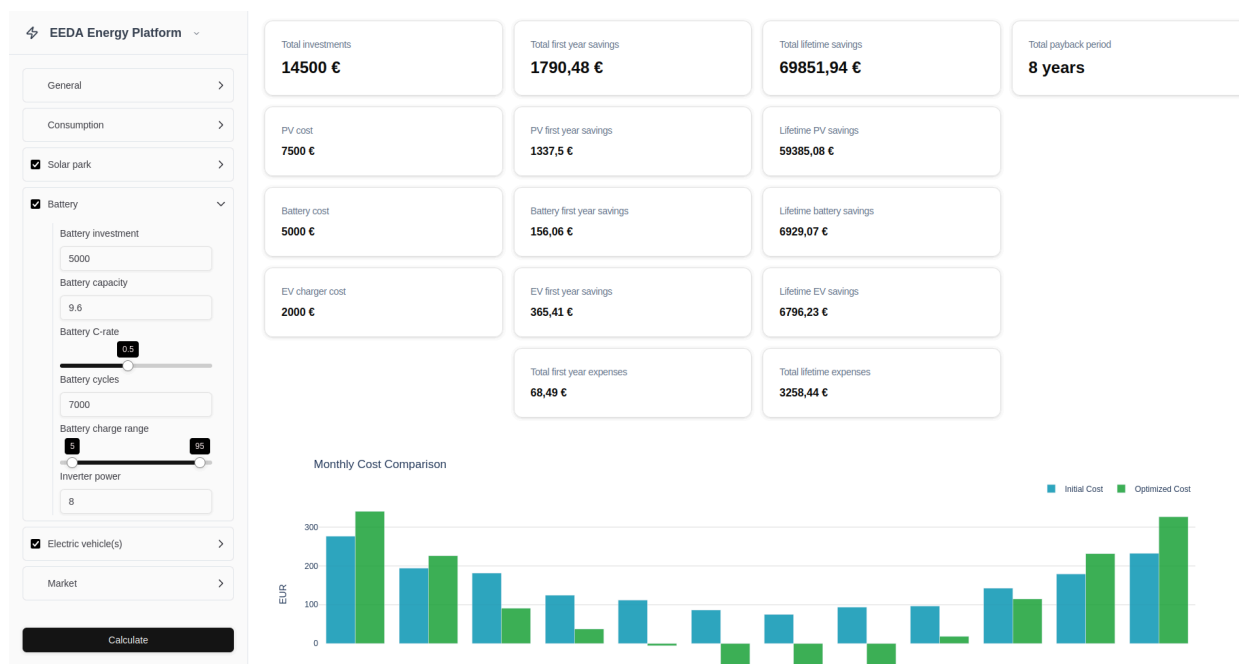 EEDA Energy Platform
General
Consumption
Solar park
Battery
Battery investment
5000
Battery capacity
9.6
Battery C-rate
0.5
Battery cycles
7000
Battery charge range
5 95
Inverter power
8
Electric vehicle(s)
Market
Calculate
Total investments
14500 €
Total first year savings
1790,48 €
Total lifetime savings
69851,94 €
Total payback period
8 years
PV cost
7500 €
PV first year savings
1337,5 €
Lifetime PV savings
59385,08 €
Battery cost
5000 €
Battery first year savings
156,06 €
Lifetime battery savings
6929,07 €
EV charger cost
2000 €
EV first year savings
365,41 €
Lifetime EV savings
6796,23 €
Total first year expenses
68,49 €
Total lifetime expenses
3258,44 €
Monthly Cost Comparison
Initial Cost Optimized Cost
EUR
300
200
100
0